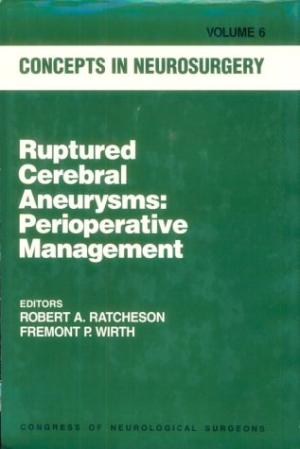 VOLUME 6
CONCEPTS IN NEUROSURGERY
Ruptured
Cerebral
Aneurysms:
Perioperative
Management
EDITORS
ROBERT A. RATCHESON
FREMONT P. WIRTH
CONGRESS OF NEUROLOGICAL SURGEONS